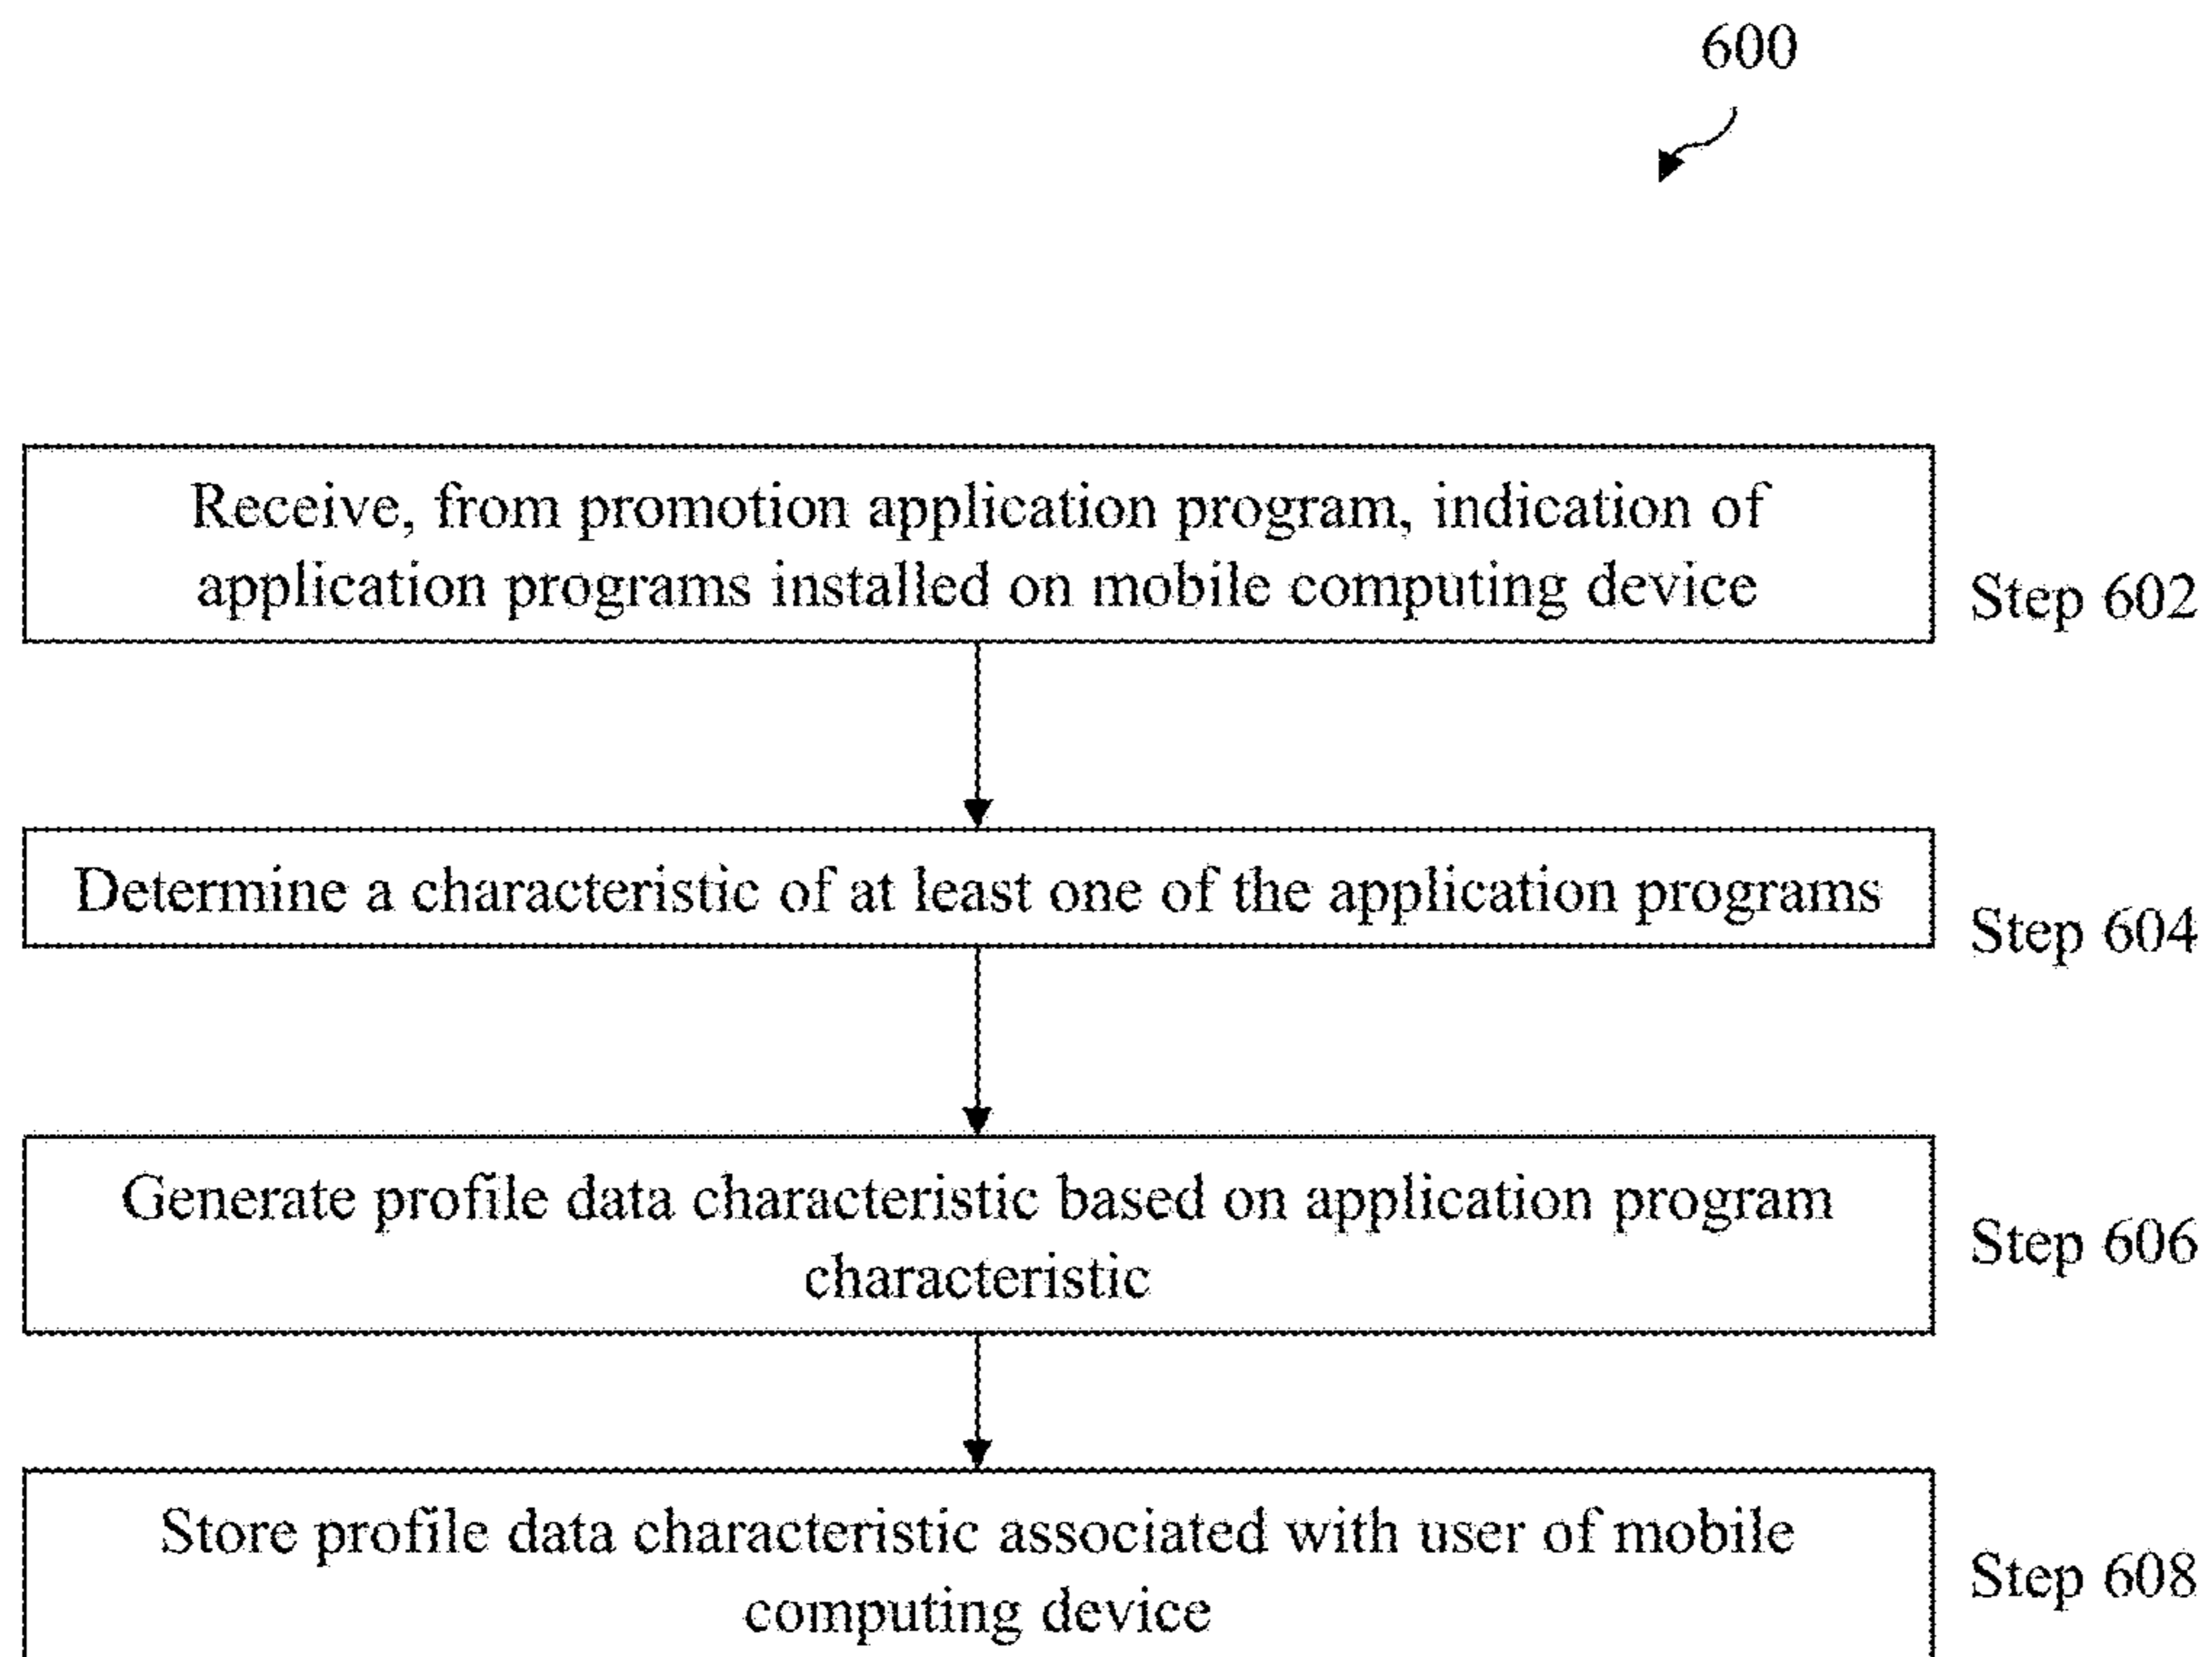 600
Receive, from promotion application program, indication of
application programs installed on mobile computing device
Step 602
Determine a characteristic of at least one of the application programs
Step 604
Generate profile data characteristic based on application program
characteristic
Step 606
Store profile data characteristic associated with user of mobile
computing device
Step 608